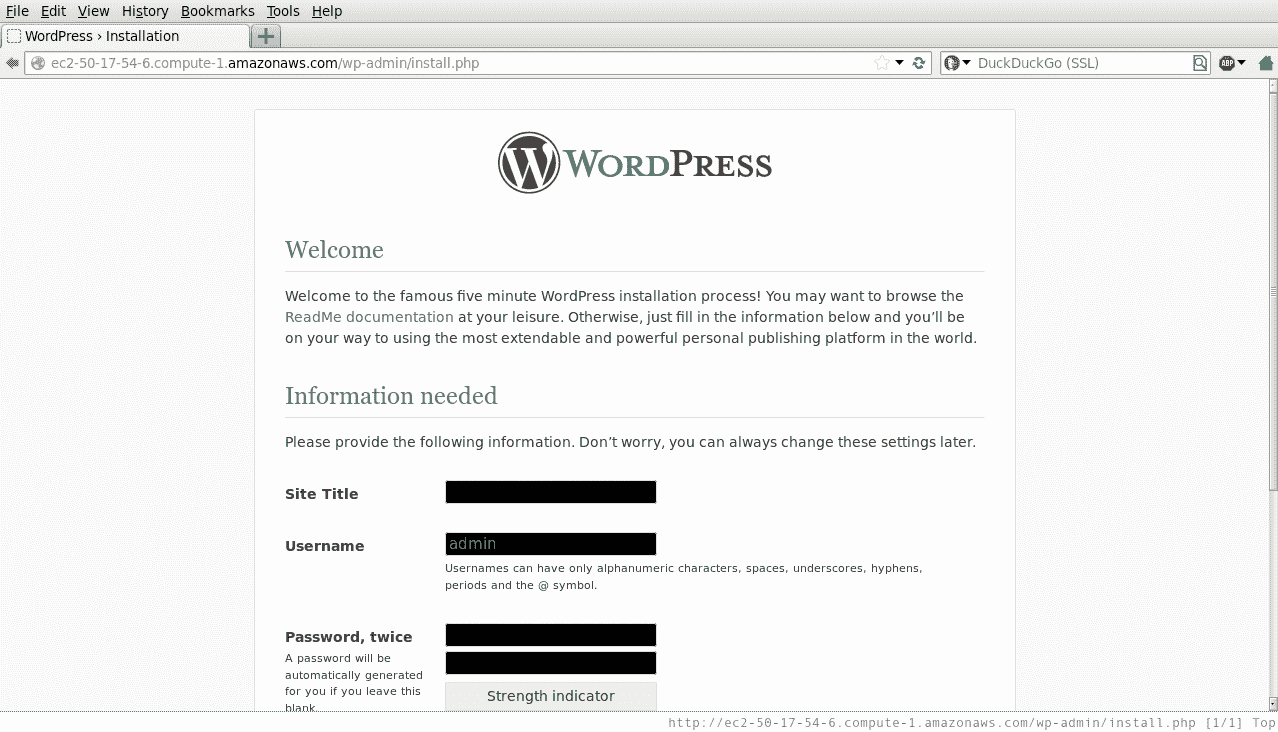 File Edit View History Bookmarks Tools Help
WordPress › Installation
ec2-50-17-54-6.compute-1.amazonaws.com/wp-admin/install.php
DuckDuckGo (SSL)
ABP
WORDPRESS
Welcome
Welcome to the famous five minute WordPress installation process! You may want to browse the
ReadMe documentation at your leisure. Otherwise, just fill in the information below and you’ll be
on your way to using the most extendable and powerful personal publishing platform in the world.
Information needed
Please provide the following information. Don’t worry, you can always change these settings later.
Site Title
Username
admin
Usernames can have only alphanumeric characters, spaces, underscores, hyphens,
periods and the @ symbol.
Password, twice
A password will be
automatically generated
for you if you leave this
blank.
Strength indicator
http://ec2-50-17-54-6.compute-1.amazonaws.com/wp-admin/install.php [1/1] Top